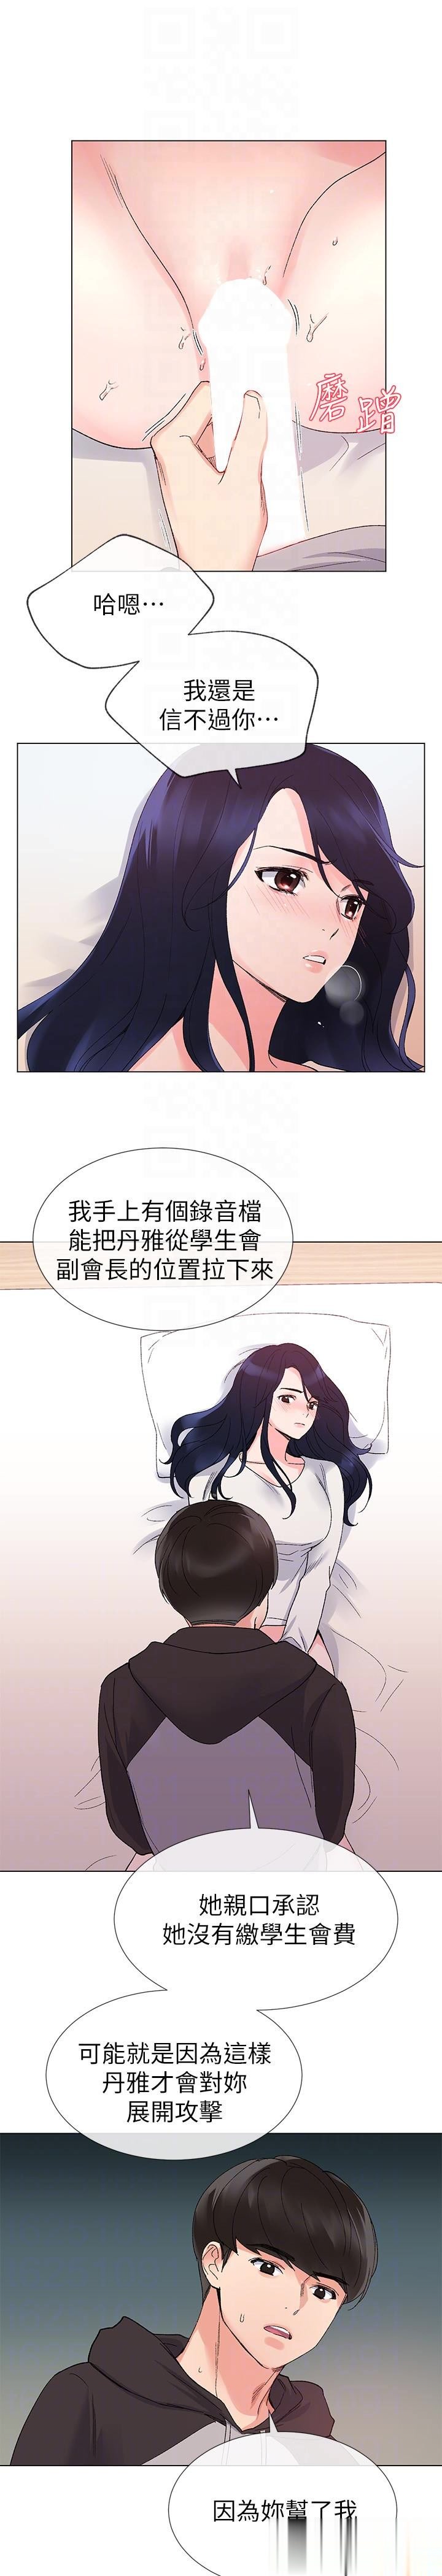 磨蹭
哈嗯…
我還是
信不過你…
我手上有個錄音檔
能把丹雅從學生會
副會長的位置拉下來
她親口承認
她沒有繳學生會費
可能就是因為這樣
丹雅才會對妳
展開攻擊
因為妳幫了我